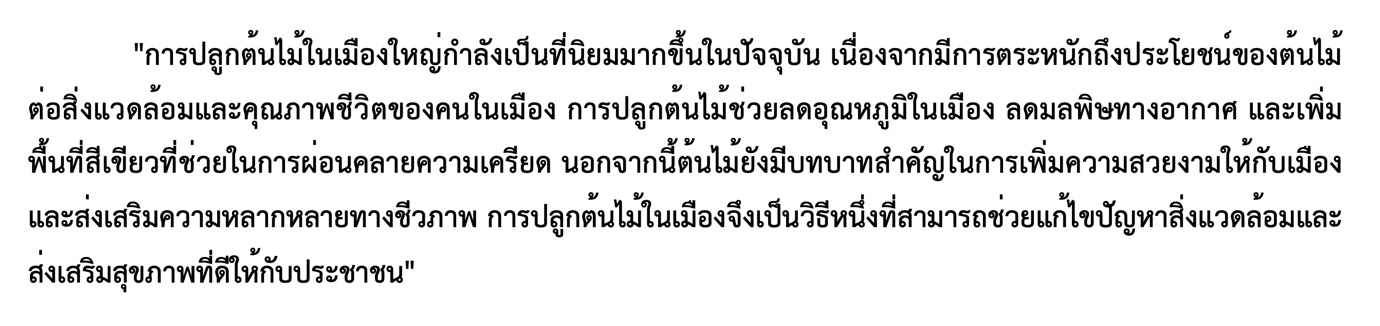 "การปลูกต้นไม้ในเมืองใหญ่กำลังเป็นที่นิยมมากขึ้นในปัจจุบัน เนื่องจากมีการตระหนักถึงประโยชน์ของต้นไม้
ต่อสิ่งแวดล้อมและคุณภาพชีวิตของคนในเมือง การปลูกต้นไม้ช่วยลดอุณหภูมิในเมือง ลดมลพิษทางอากาศ และเพิ่ม
พื้นที่สีเขียวที่ช่วยในการผ่อนคลายความเครียด นอกจากนี้ต้นไม้ยังมีบทบาทสำคัญในการเพิ่มความสวยงามให้กับเมือง
และส่งเสริมความหลากหลายทางชีวภาพ การปลูกต้นไม้ในเมืองจึงเป็นวิธีหนึ่งที่สามารถช่วยแก้ไขปัญหาสิ่งแวดล้อมและ
ส่งเสริมสุขภาพที่ดีให้กับประชาชน"